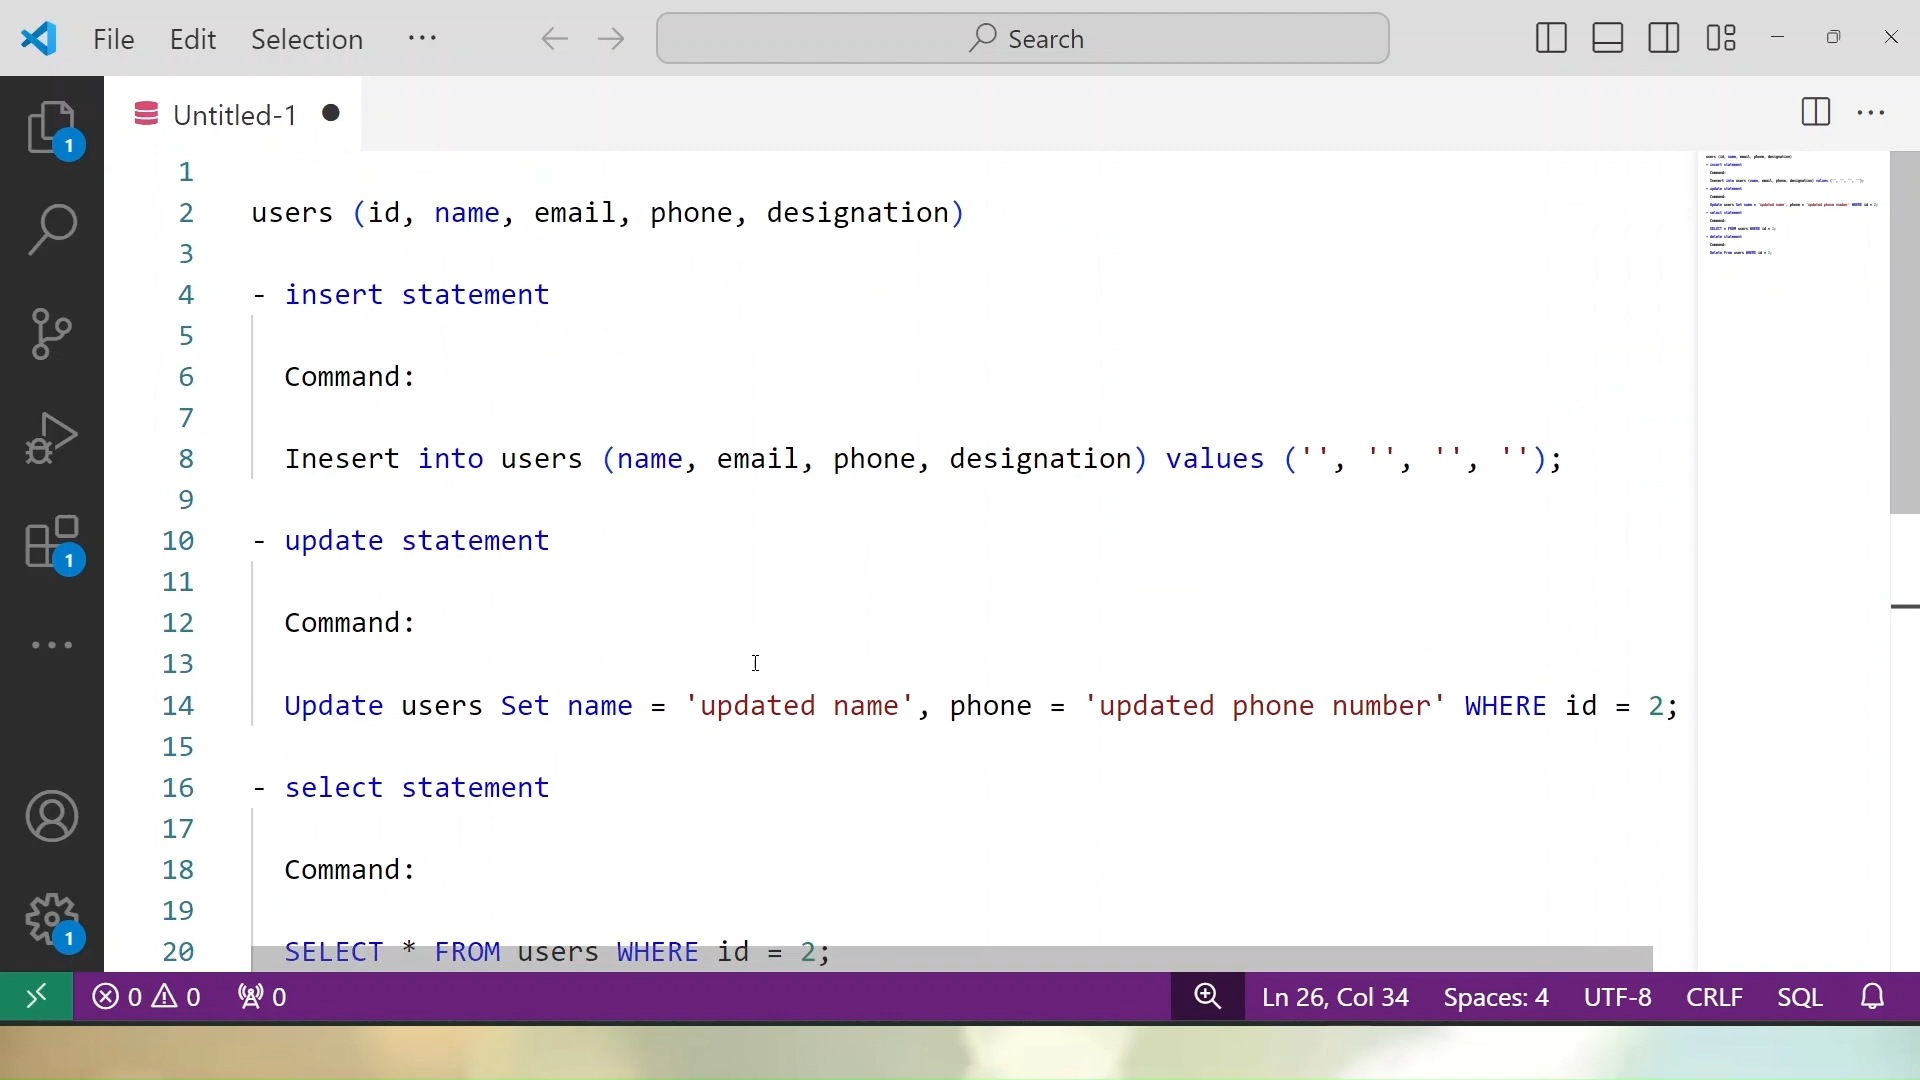 File Edit Selection ··· Search
Untitled-1
1
2 users (id, name, email, phone, designation)
3
4 - insert statement
5
6 Command:
7
8 Inesert into users (name, email, phone, designation) values ('', '', '', '');
9
10 - update statement
11
12 Command:
13
14 Update users Set name = 'updated name', phone = 'updated phone number' WHERE id = 2;
15
16 - select statement
17
18 Command:
19
20 SELECT * FROM users WHERE id = 2;
1
1
1
0 0 0 Ln 26, Col 34 Spaces: 4 UTF-8 CRLF SQL